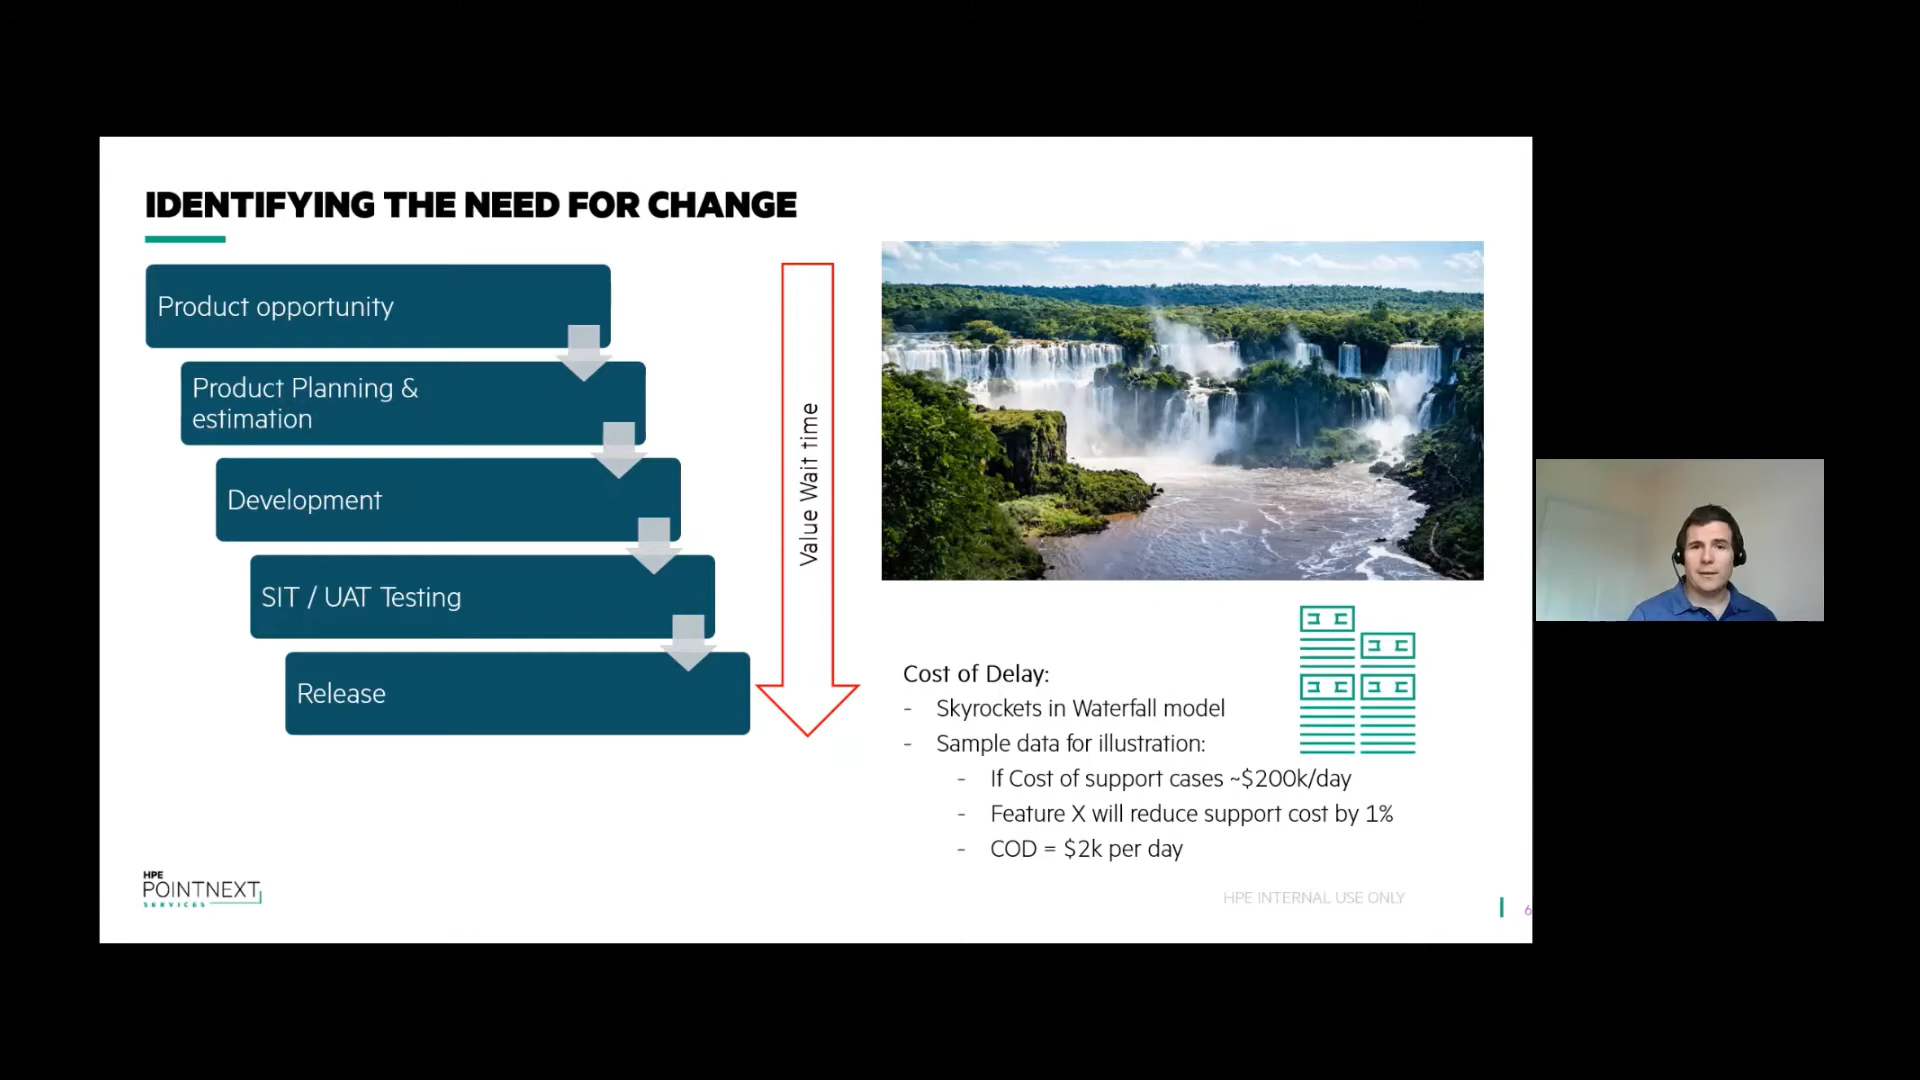 IDENTIFYING THE NEED FOR CHANGE
Product opportunity
Product Planning &
estimation
Development
SIT / UAT Testing
Release
Value Wait time
Cost of Delay:
- Skyrockets in Waterfall model
- Sample data for illustration:
- If Cost of support cases ~$200k/day
- Feature X will reduce support cost by 1%
- COD = $2k per day
HPE
POINTNEXT
SERVICES
HPE INTERNAL USE ONLY
6